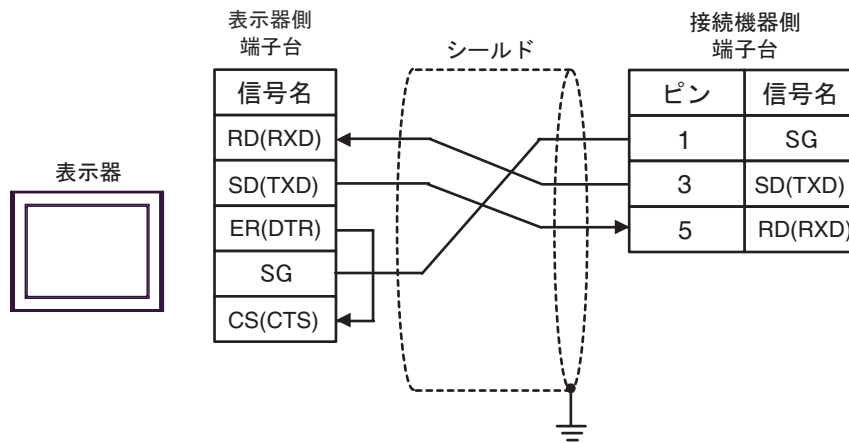 表示器側
端子台
シールド
接続機器側
端子台
表示器
信号名
RD(RXD)
SD(TXD)
ER(DTR)
SG
CS(CTS)
ピン 信号名
1 SG
3 SD(TXD)
5 RD(RXD)